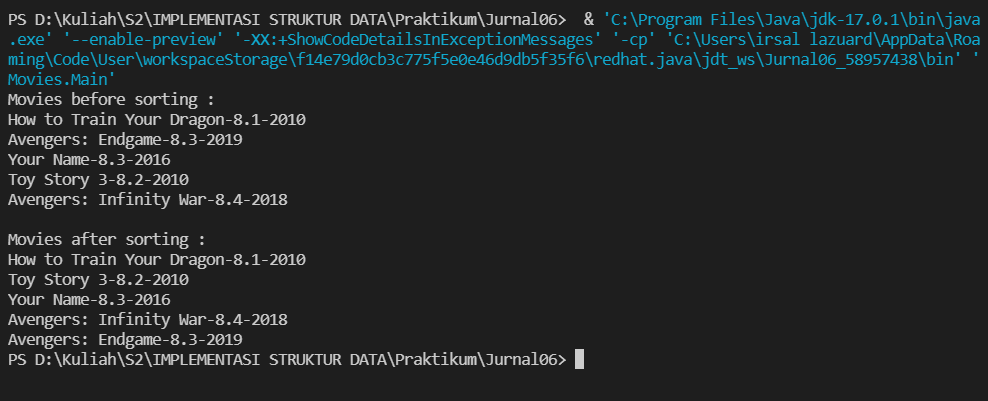 PS D:\Kuliah\S2\IMPLEMENTASI STRUKTUR DATA\Praktikum\Jurnal06>  & 'C:\Program Files\Java\jdk-17.0.1\bin\java
.exe' '--enable-preview' '-XX:+ShowCodeDetailsInExceptionMessages' '-cp' 'C:\Users\irsal lazuard\AppData\Roa
ming\Code\User\workspaceStorage\f14e79d0cb3c775f5e0e46d9db5f35f6\redhat.java\jdt_ws\Jurnal06_58957438\bin' '
Movies.Main'
Movies before sorting :
How to Train Your Dragon-8.1-2010
Avengers: Endgame-8.3-2019
Your Name-8.3-2016
Toy Story 3-8.2-2010
Avengers: Infinity War-8.4-2018

Movies after sorting :
How to Train Your Dragon-8.1-2010
Toy Story 3-8.2-2010
Your Name-8.3-2016
Avengers: Infinity War-8.4-2018
Avengers: Endgame-8.3-2019
PS D:\Kuliah\S2\IMPLEMENTASI STRUKTUR DATA\Praktikum\Jurnal06>